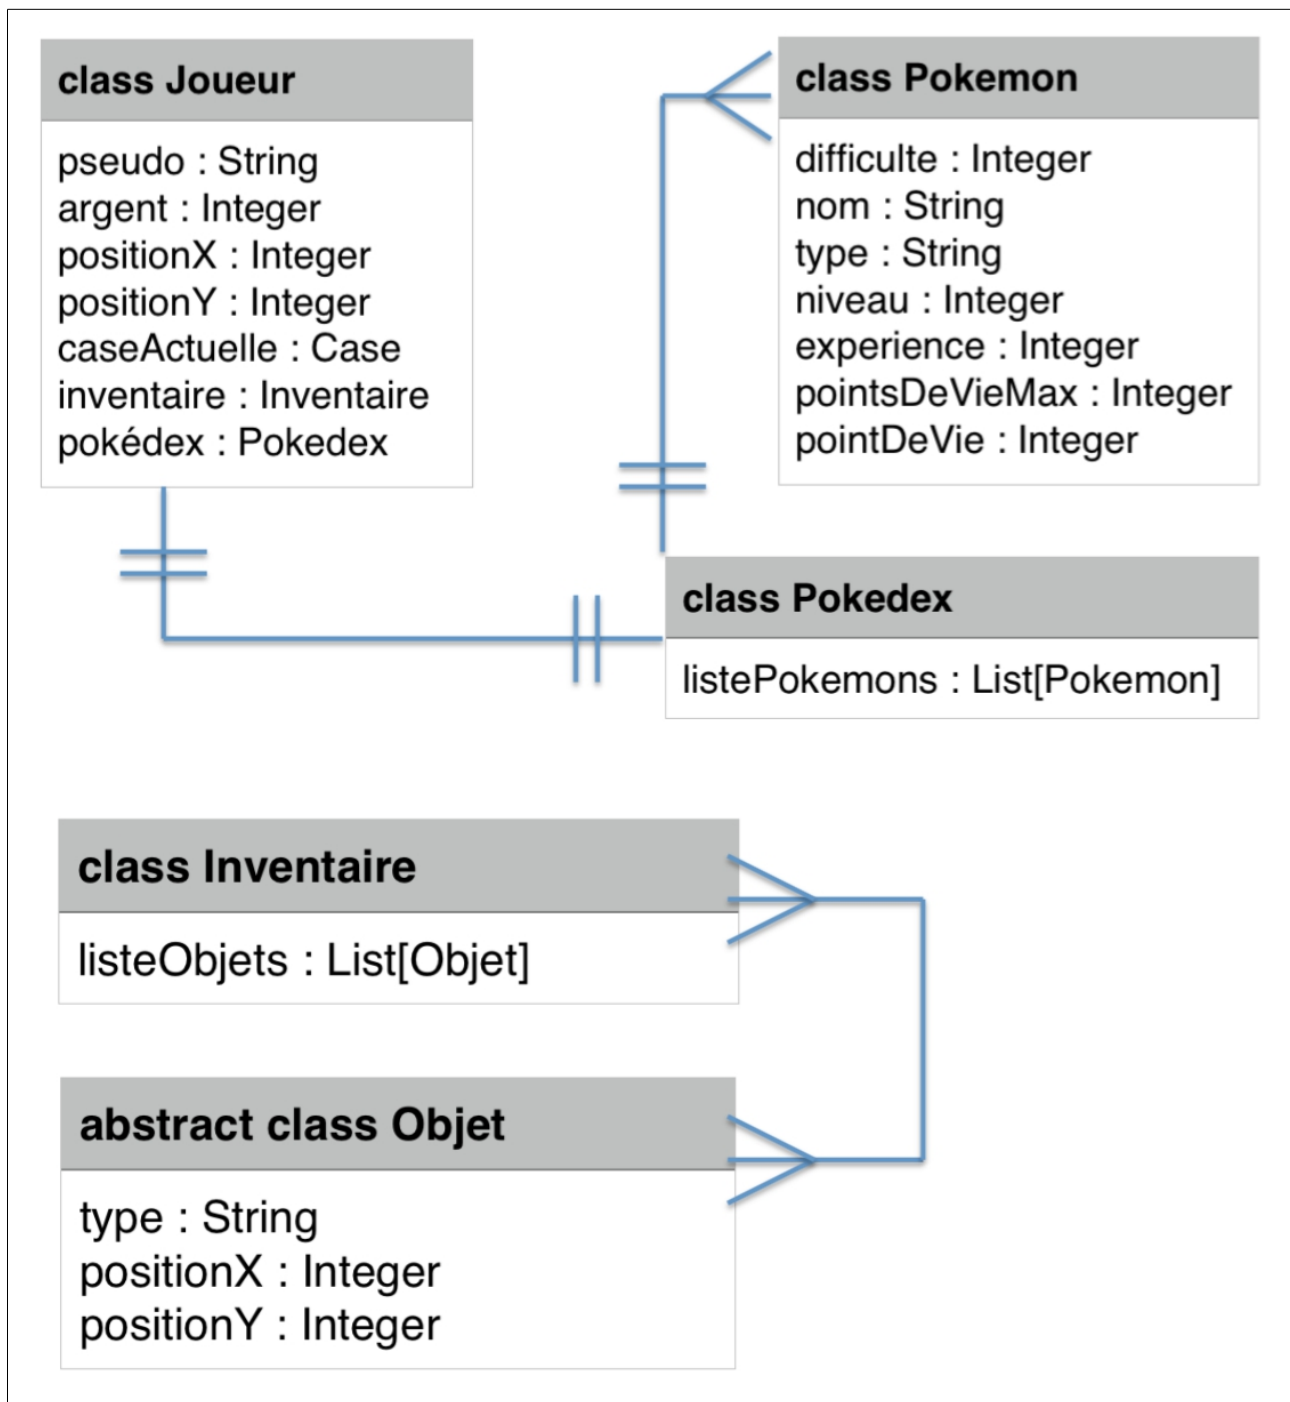 class Joueur
pseudo : String
argent : Integer
positionX : Integer
positionY : Integer
caseActuelle : Case
inventaire : Inventaire
pokédex : Pokedex
class Pokemon
difficulte : Integer
nom : String
type : String
niveau : Integer
experience : Integer
pointsDeVieMax : Integer
pointDeVie : Integer
class Pokedex
listePokemons : List[Pokemon]
class Inventaire
listeObjets : List[Objet]
abstract class Objet
type : String
positionX : Integer
positionY : Integer